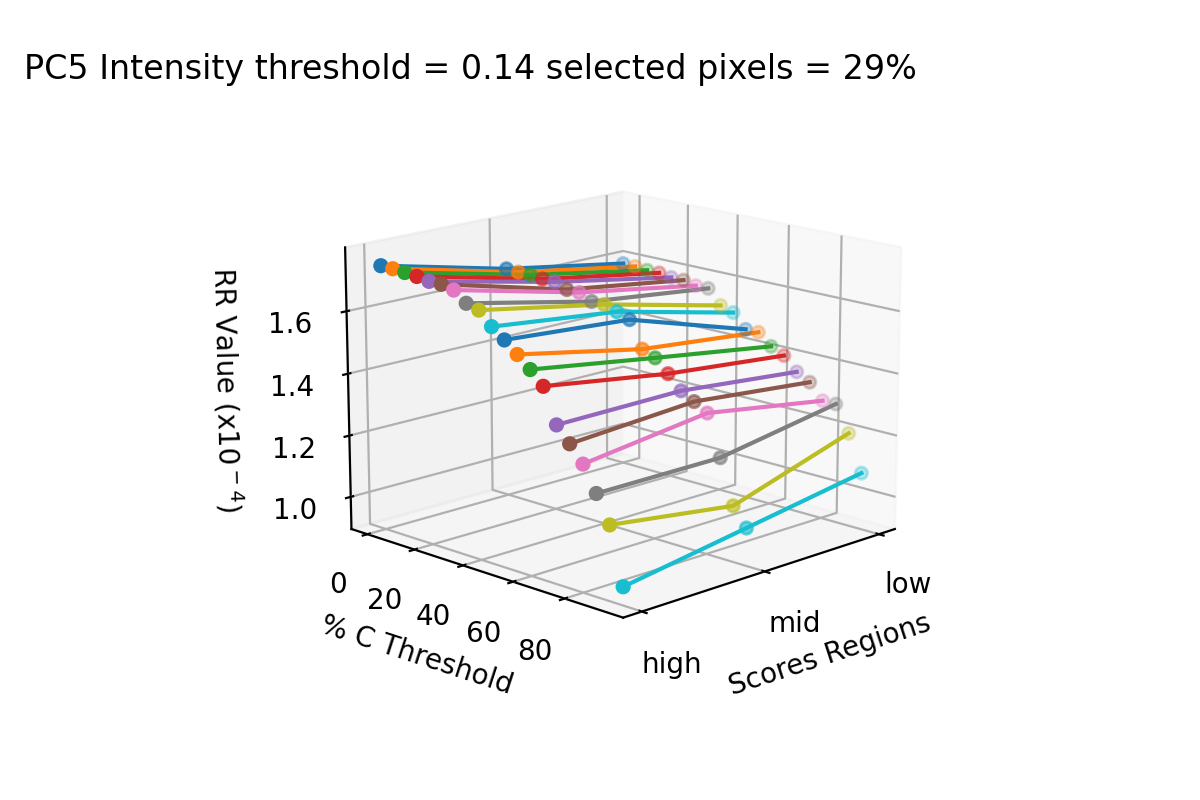 PC5 Intensity threshold = 0.14 selected pixels = 29%
RR Value (x10⁻⁴)
1.6
1.4
1.2
1.0
0
20
40
60
80
% C Threshold
high
mid
low
Scores Regions